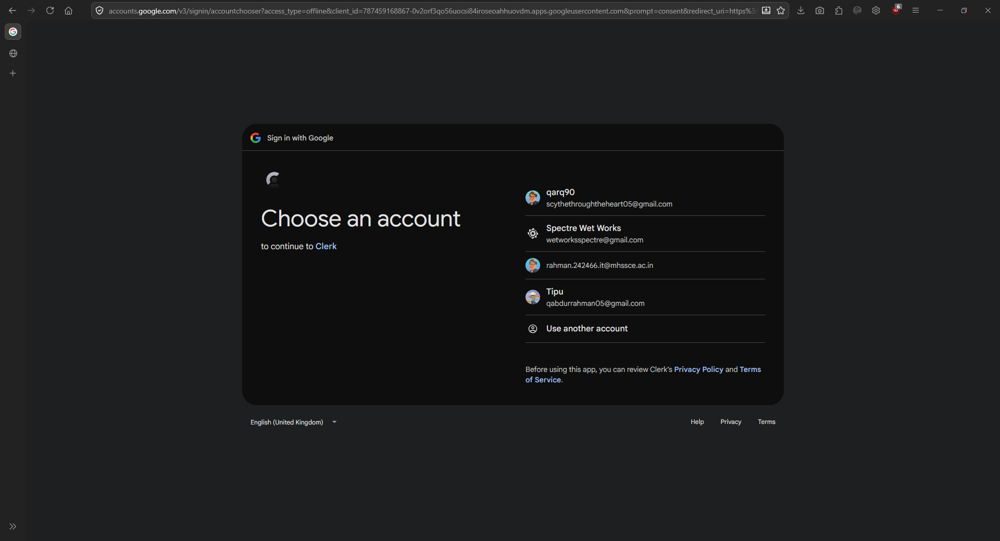 accounts.google.com/v3/signin/accountchooser?access_type=offline&client_id=787459168867-0v2orf3qo56uocsi84iroseoahhuovdm.apps.googleusercontent.com&prompt=consent&redirect_uri=https%3A
6
Sign in with Google
Choose an account
to continue to Clerk
qarq90
scythethroughtheheart05@gmail.com
Spectre Wet Works
wetworksspectre@gmail.com
rahman.242466.it@mhssce.ac.in
Tipu
qabdurrahman05@gmail.com
Use another account
Before using this app, you can review Clerk’s Privacy Policy and Terms
of Service.
English (United Kingdom)
Help Privacy Terms